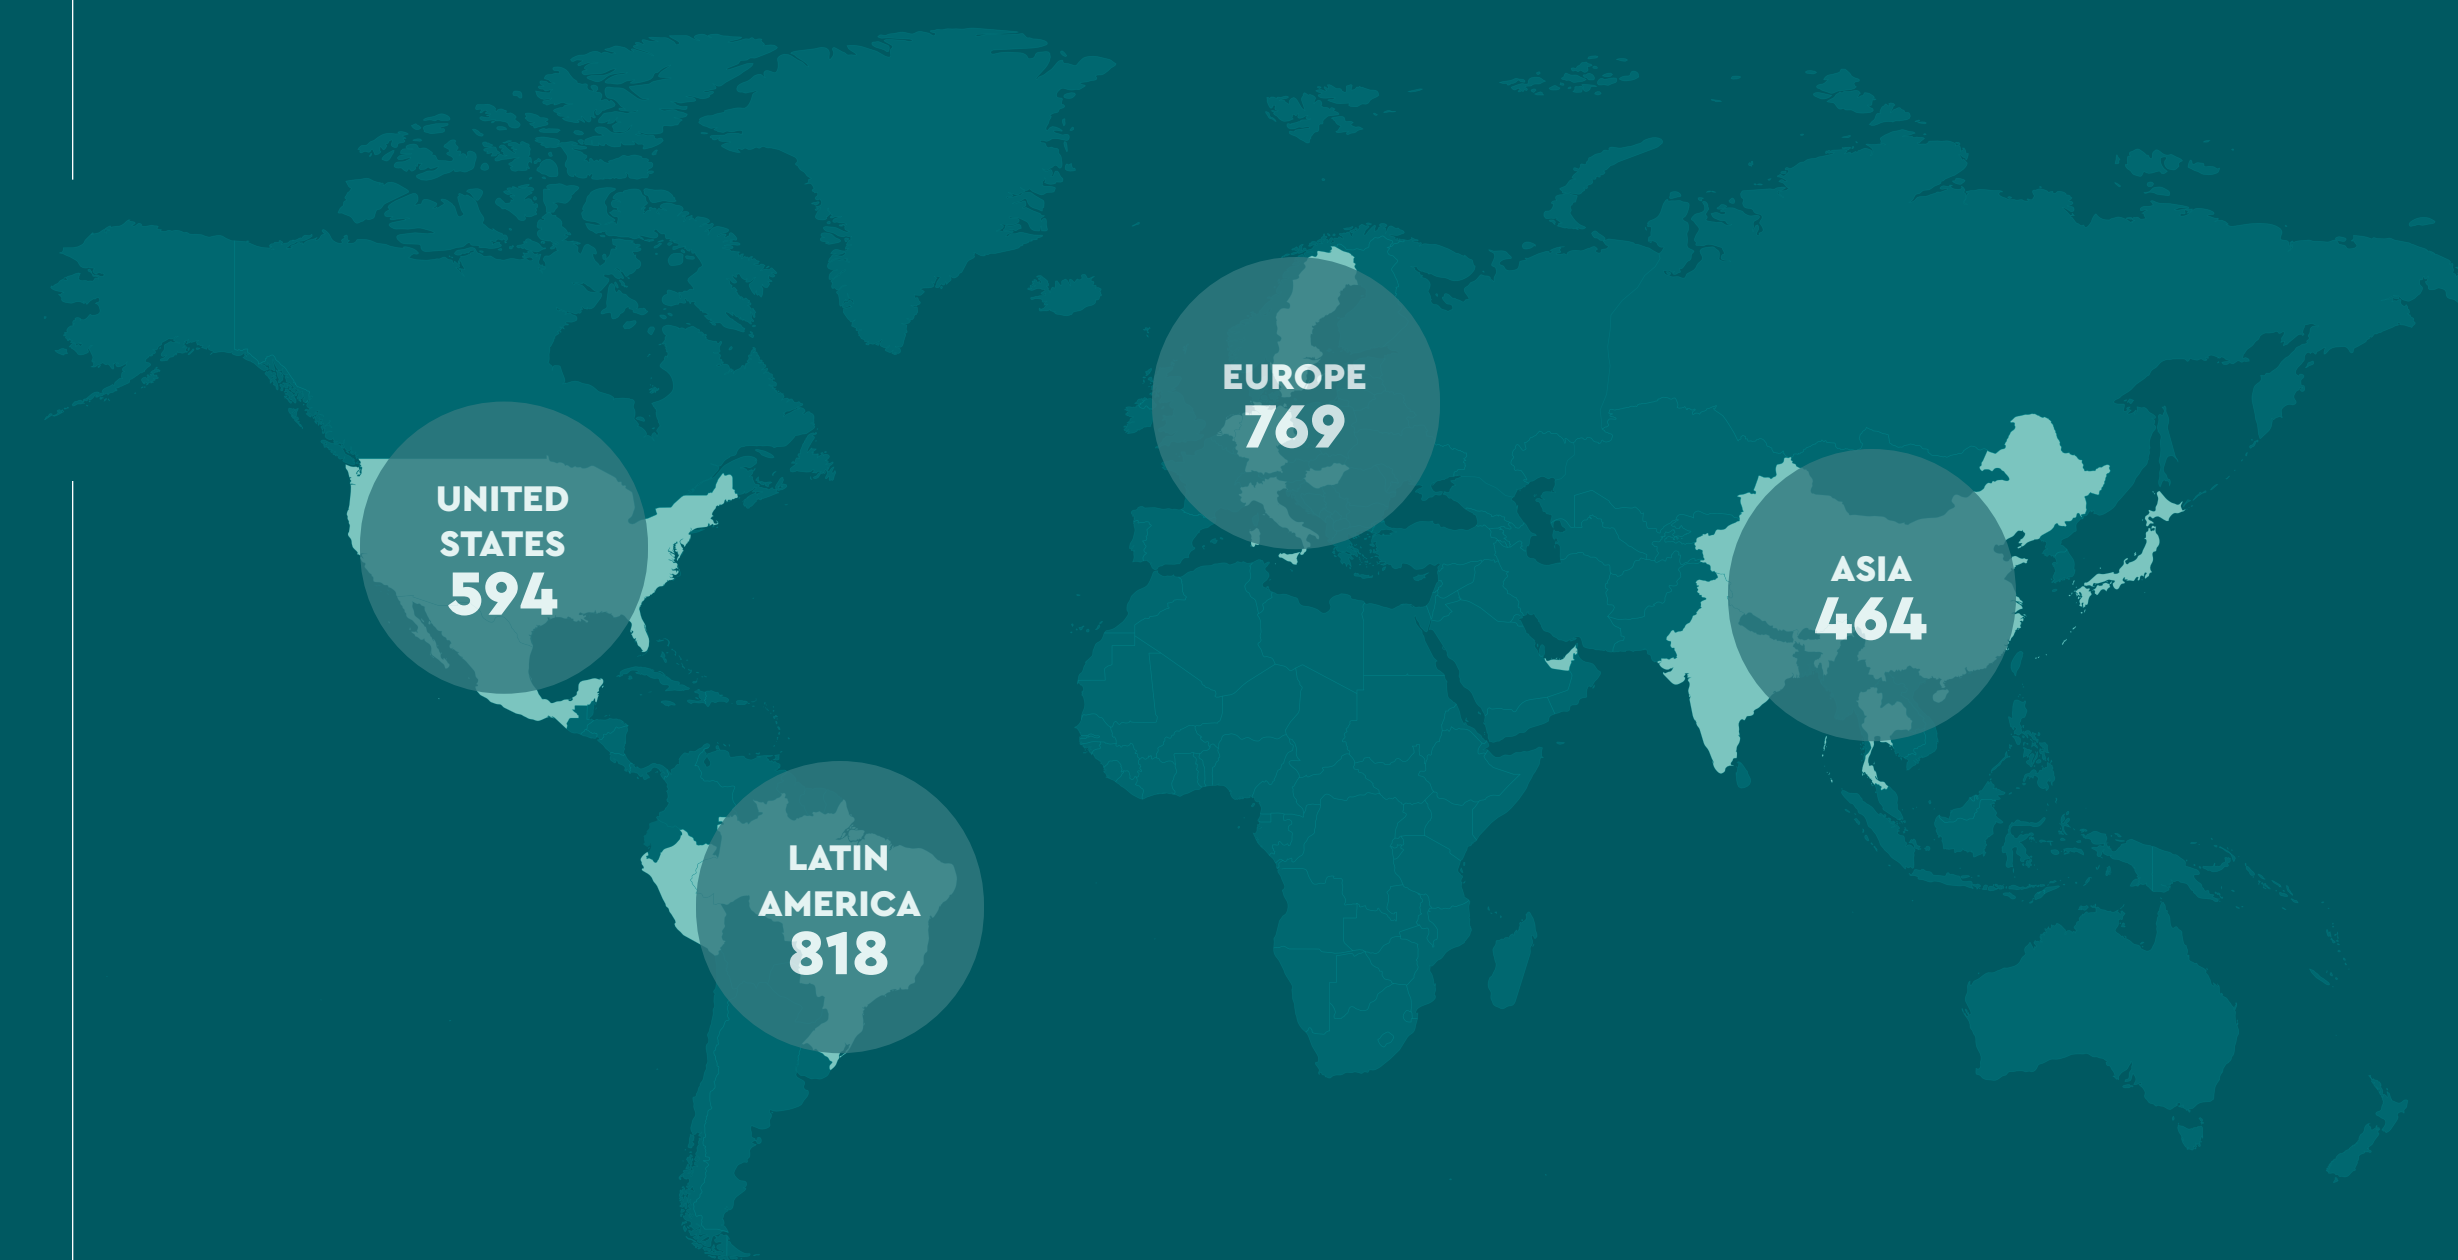 EUROPE
769
UNITED
STATES
594
ASIA
464
LATIN
AMERICA
818